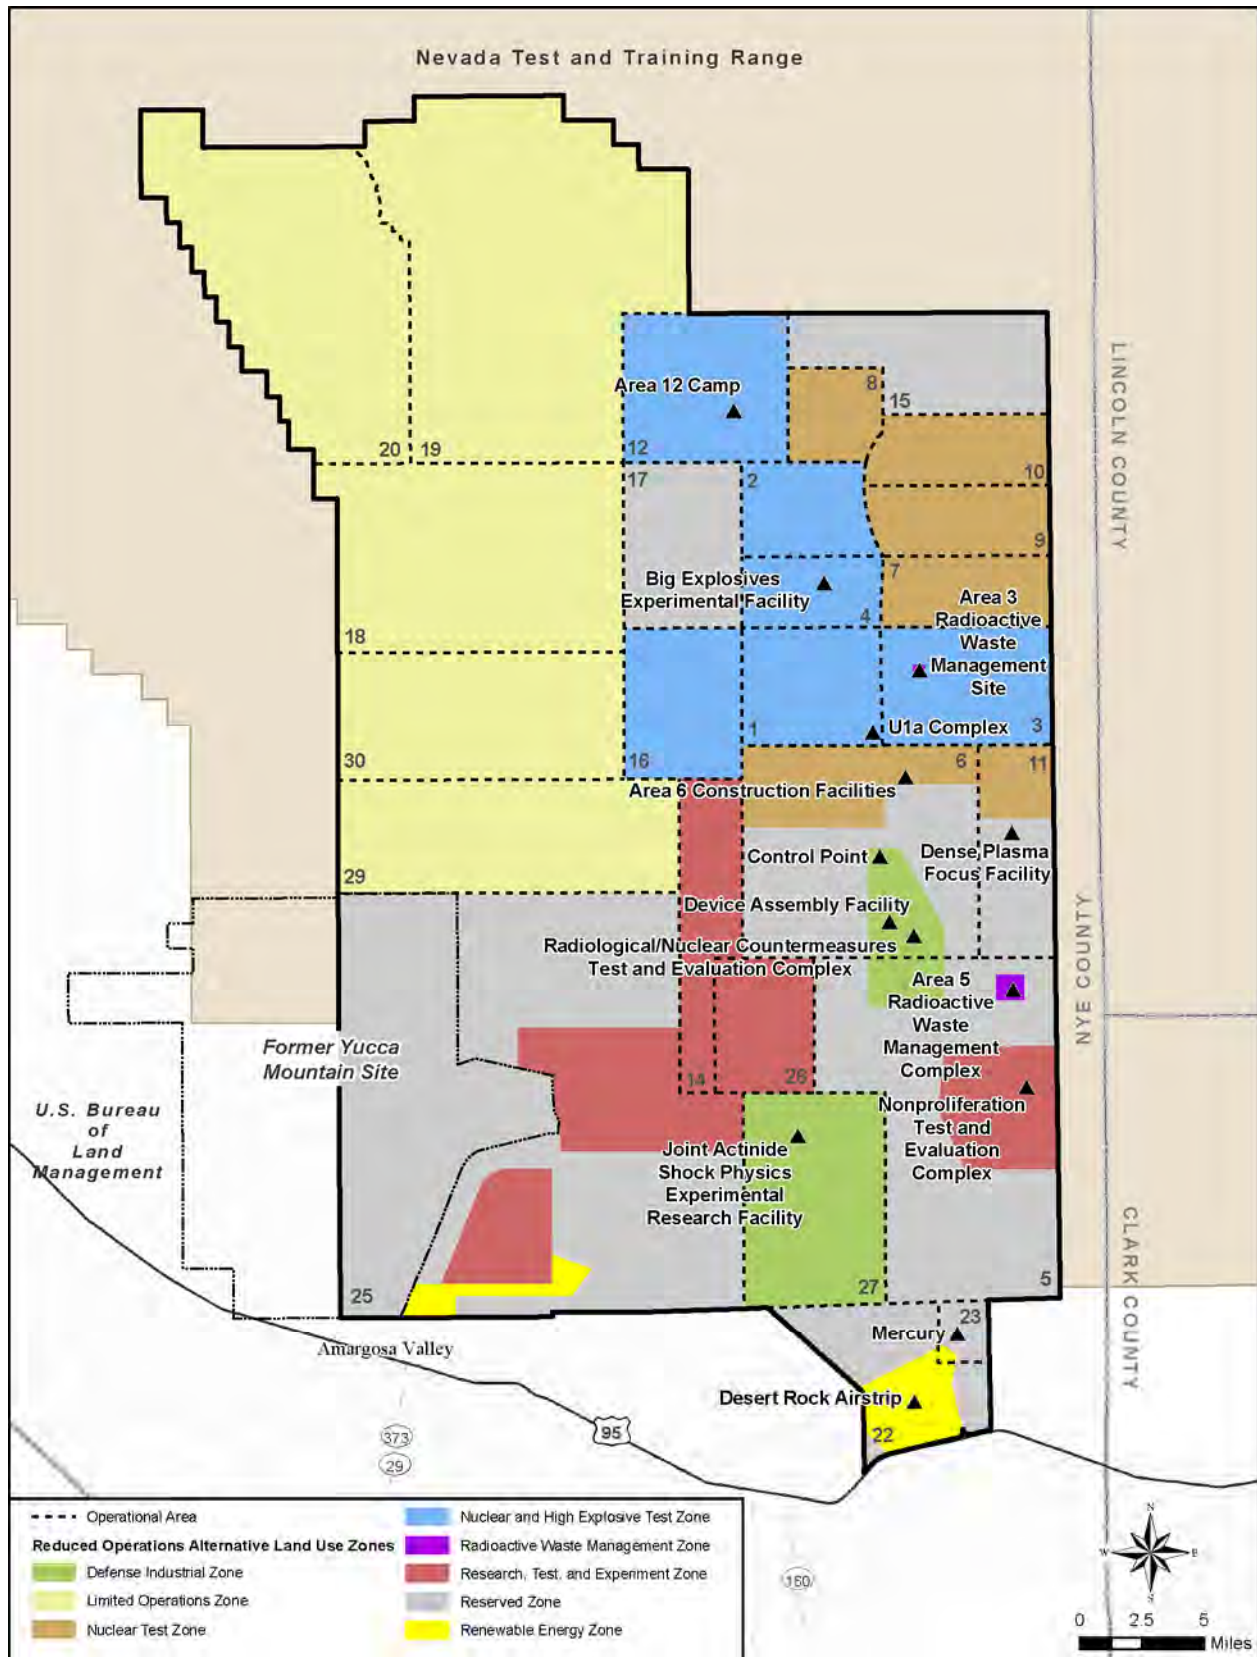 Nevada Test and Training Range
LINCOLN COUNTY
Area 12 Camp
8
15
20
19
12
10
17
2
9
Big Explosives
Experimental Facility
7
4
Area 3
Radioactive
Waste
Management
Site
18
1
U1a Complex
3
30
16
6
11
Area 6 Construction Facilities
Control Point
Dense Plasma
Focus Facility
29
Device Assembly Facility
Radiological/Nuclear Countermeasures
Test and Evaluation Complex
NYE COUNTY
Area 5
Radioactive
Waste
Management
Complex
Former Yucca
Mountain Site
14
26
U.S. Bureau
of
Land
Management
Nonproliferation
Test and
Evaluation
Complex
Joint Actinide
Shock Physics
Experimental
Research Facility
CLARK COUNTY
25
27
5
23
Mercury
Amargosa Valley
Desert Rock Airstrip
22
373
29
95
160
Operational Area
Reduced Operations Alternative Land Use Zones
Defense Industrial Zone
Limited Operations Zone
Nuclear Test Zone
Nuclear and High Explosive Test Zone
Radioactive Waste Management Zone
Research, Test, and Experiment Zone
Reserved Zone
Renewable Energy Zone
N
W
E
S
0 2.5 5
Miles